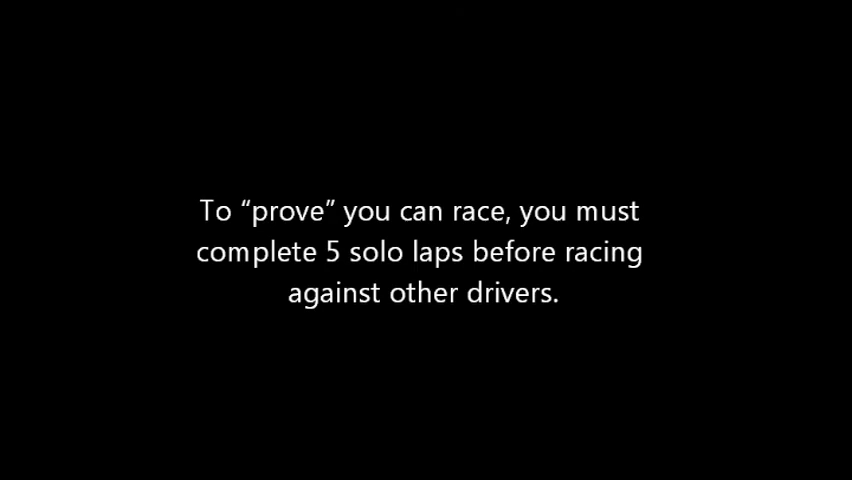 To “prove” you can race, you must
complete 5 solo laps before racing
against other drivers.